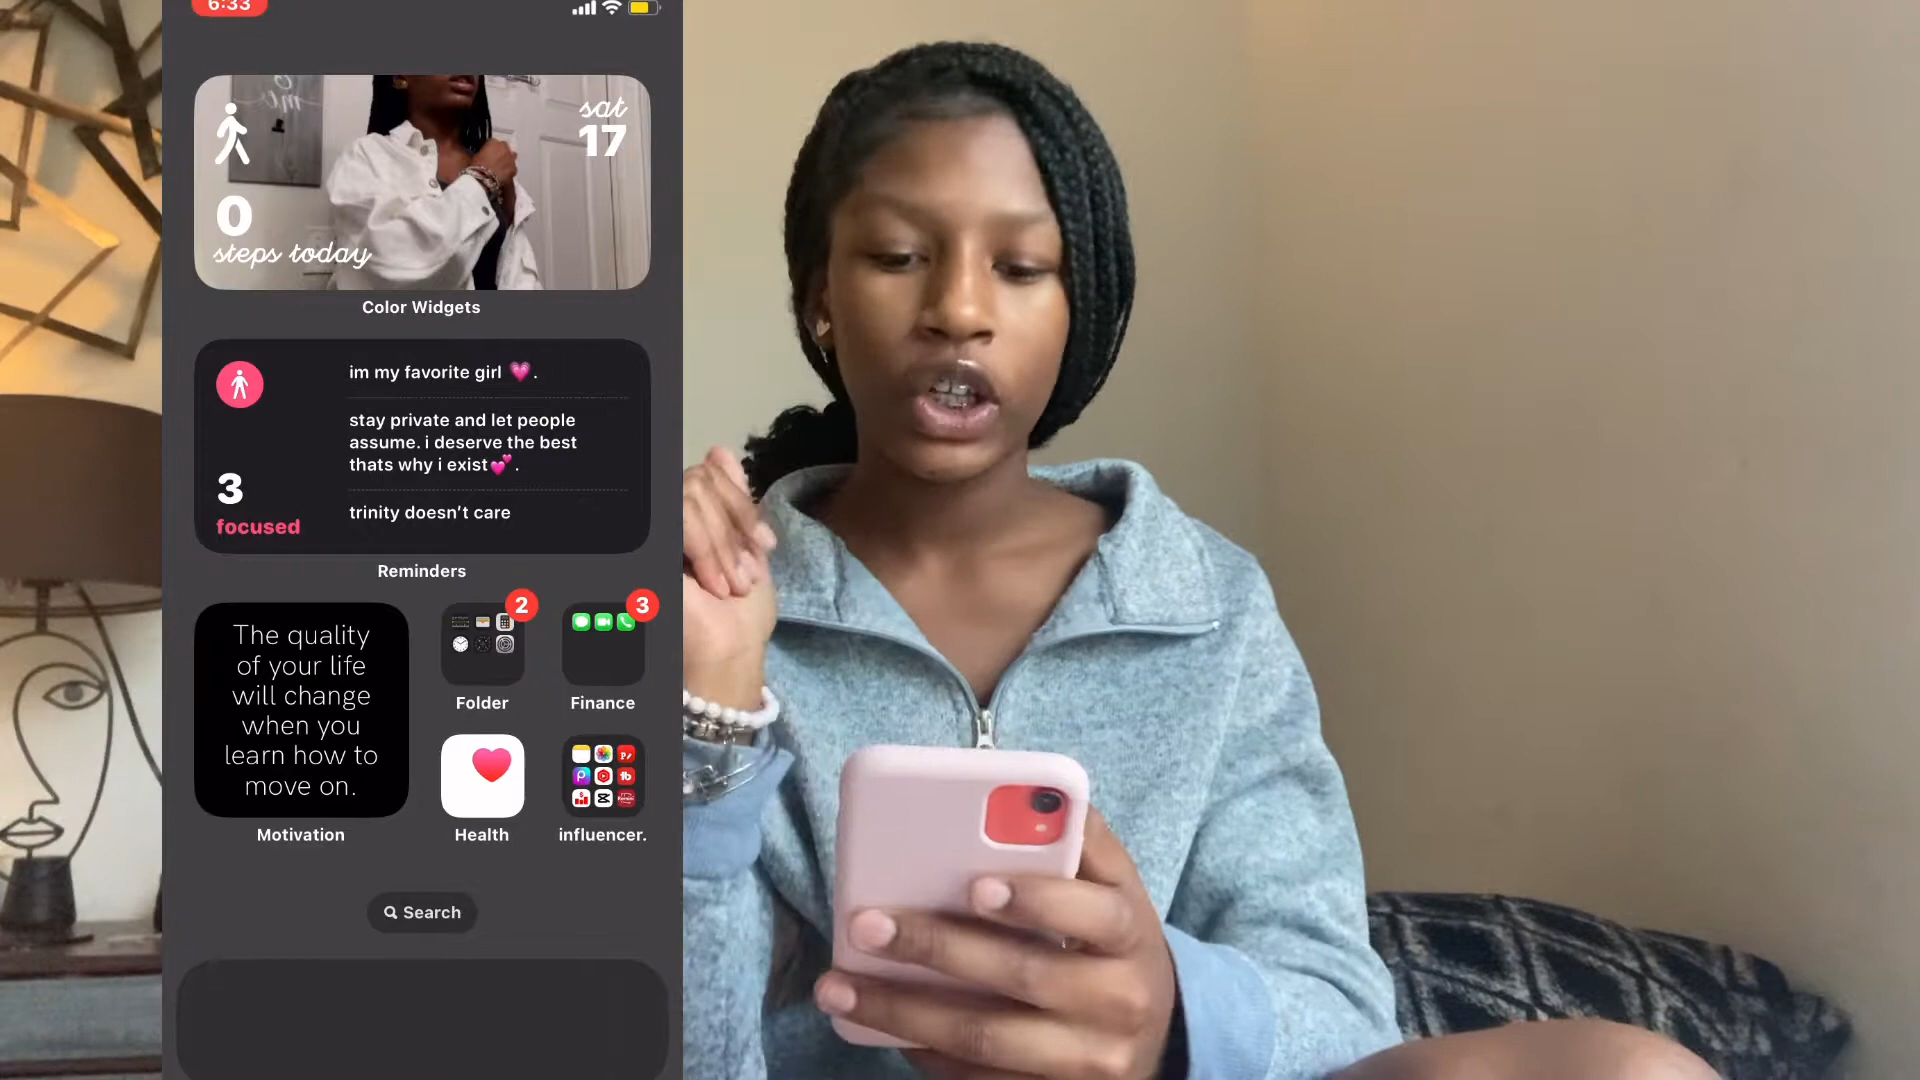 6:33
sat
17
0
steps today
Color Widgets
im my favorite girl 💗.
stay private and let people
assume. i deserve the best
thats why i exist💕.
3
focused
trinity doesn't care
Reminders
The quality
of your life
will change
when you
learn how to
move on.
2
3
Folder
Finance
Motivation
Health
influencer.
Search